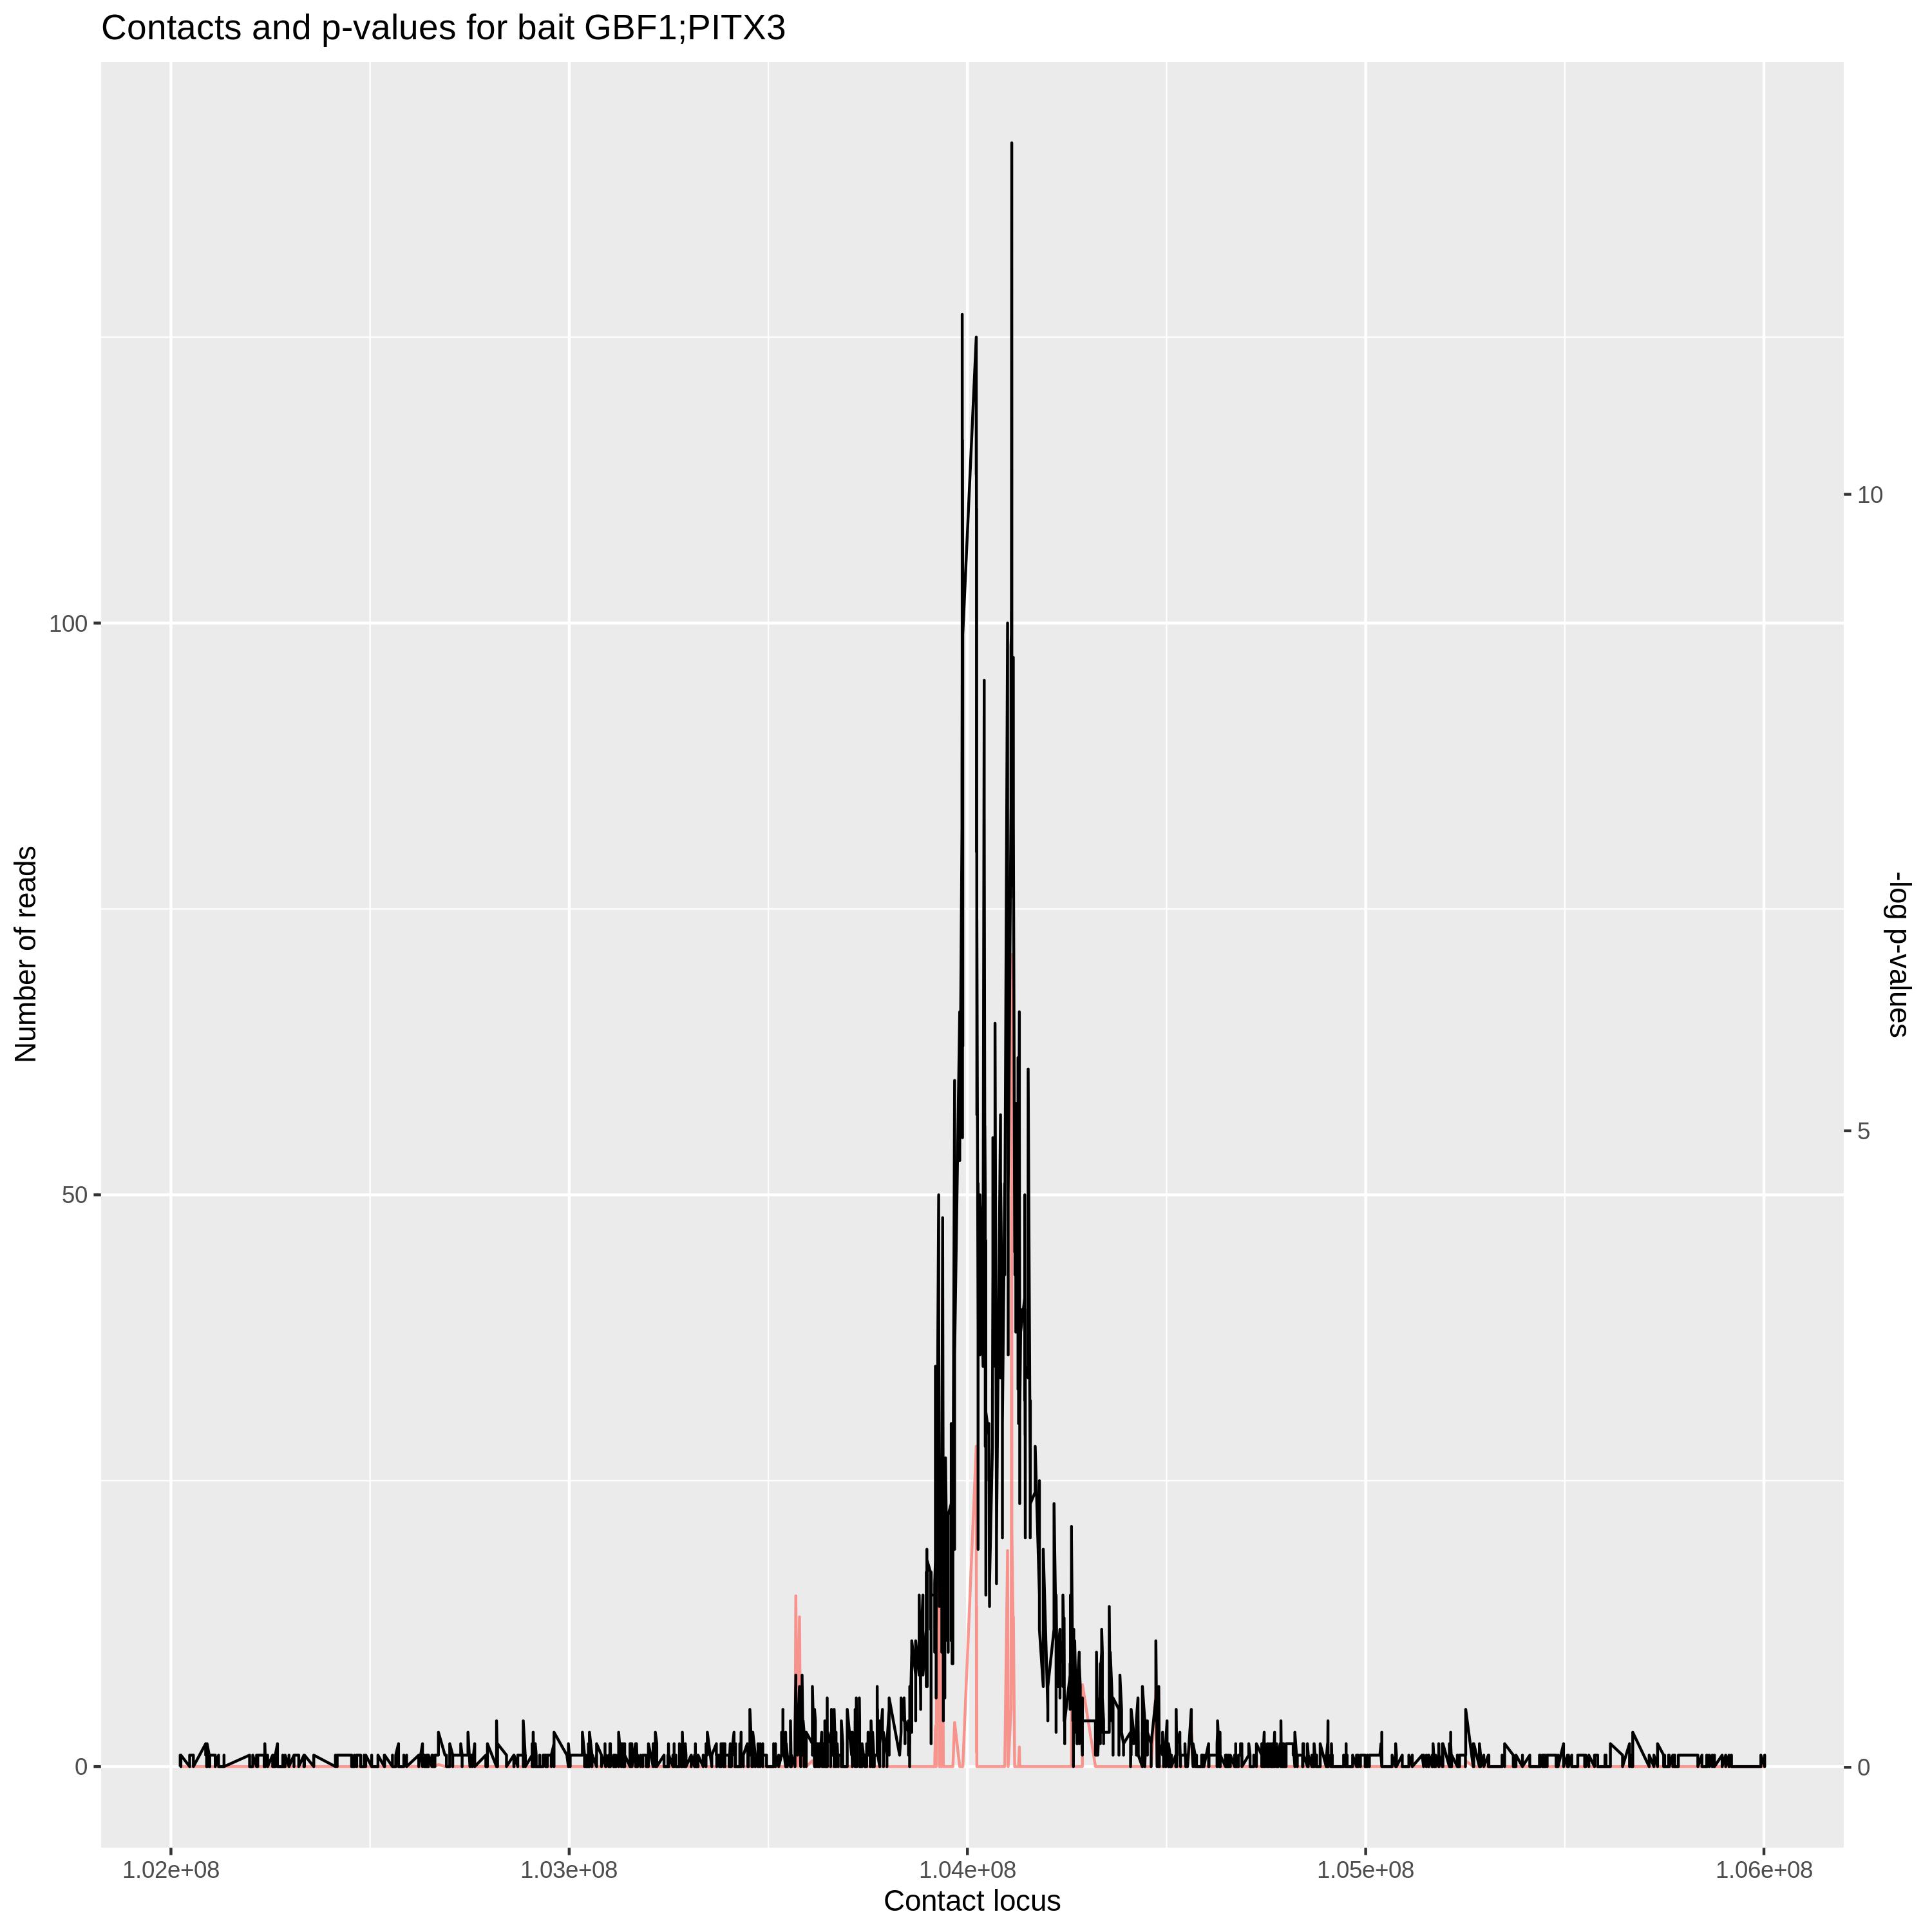 Contacts and p-values for bait GBF1;PITX3
Number of reads
100
50
0
10
5
0
-log p-values
1.02e+08
1.03e+08
1.04e+08
1.05e+08
1.06e+08
Contact locus